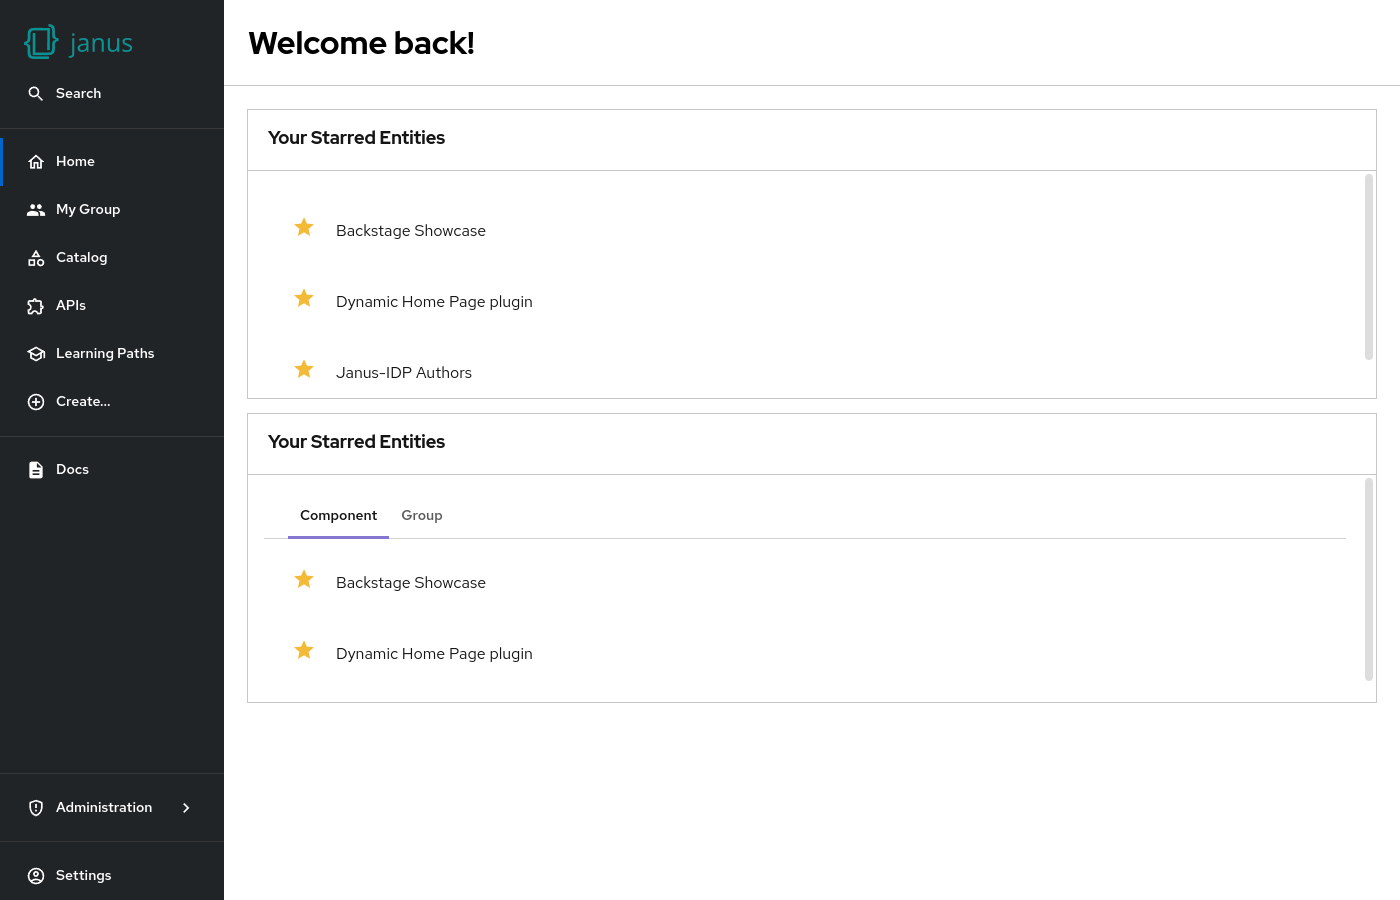 janus
Search
Home
My Group
Catalog
APIs
Learning Paths
Create...
Docs
Administration
Settings
Welcome back!
Your Starred Entities
Backstage Showcase
Dynamic Home Page plugin
Janus-IDP Authors
Your Starred Entities
Component Group
Backstage Showcase
Dynamic Home Page plugin